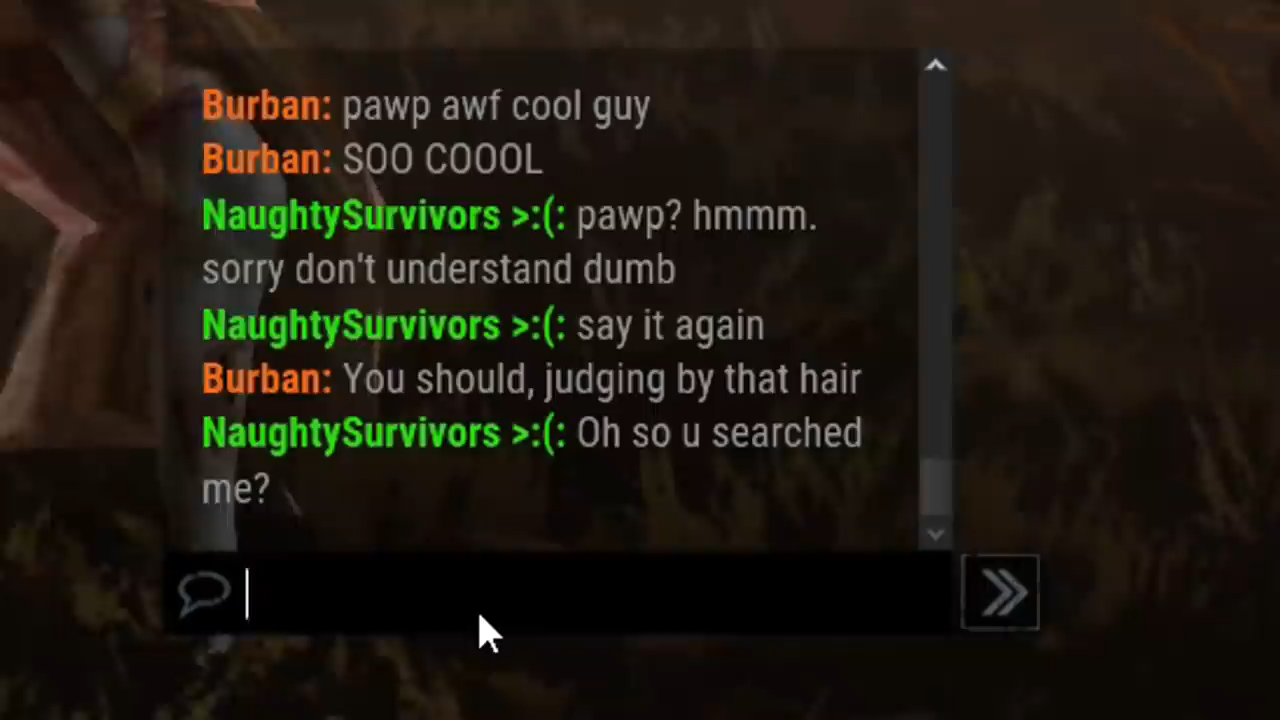 Burban: pawp awf cool guy
Burban: SOO COOOL
NaughtySurvivors >:(: pawp? hmmm.
sorry don't understand dumb
NaughtySurvivors >:(: say it again
Burban: You should, judging by that hair
NaughtySurvivors >:(: Oh so u searched
me?